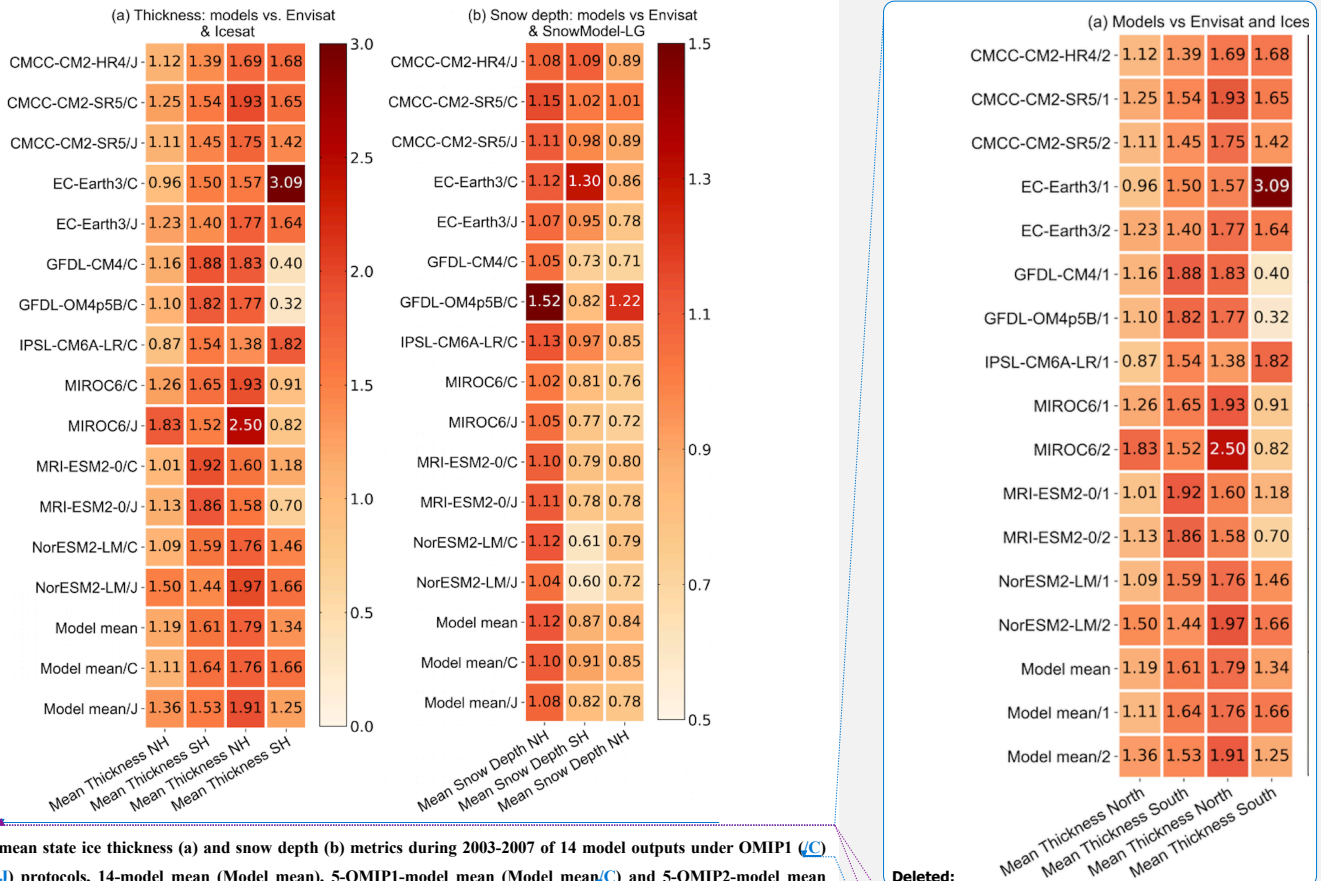 (a) Thickness: models vs. Envisat
& Icesat
CMCC-CM2-HR4/J 1.12 1.39 1.69 1.68
CMCC-CM2-SR5/C 1.25 1.54 1.93 1.65
CMCC-CM2-SR5/J 1.11 1.45 1.75 1.42
EC-Earth3/C 0.96 1.50 1.57 3.09
EC-Earth3/J 1.23 1.40 1.77 1.64
GFDL-CM4/C 1.16 1.88 1.83 0.40
GFDL-OM4p5B/C 1.10 1.82 1.77 0.32
IPSL-CM6A-LR/C 0.87 1.54 1.38 1.82
MIROC6/C 1.26 1.65 1.93 0.91
MIROC6/J 1.83 1.52 2.50 0.82
MRI-ESM2-0/C 1.01 1.92 1.60 1.18
MRI-ESM2-0/J 1.13 1.86 1.58 0.70
NorESM2-LM/C 1.09 1.59 1.76 1.46
NorESM2-LM/J 1.50 1.44 1.97 1.66
Model mean 1.19 1.61 1.79 1.34
Model mean/C 1.11 1.64 1.76 1.66
Model mean/J 1.36 1.53 1.91 1.25
Mean Thickness NH
Mean Thickness SH
Mean Thickness NH
Mean Thickness SH
3.0
2.5
2.0
1.5
1.0
0.5
0.0
(b) Snow depth: models vs Envisat
& SnowModel-LG
CMCC-CM2-HR4/J 1.08 1.09 0.89
CMCC-CM2-SR5/C 1.15 1.02 1.01
CMCC-CM2-SR5/J 1.11 0.98 0.89
EC-Earth3/C 1.12 1.30 0.86
EC-Earth3/J 1.07 0.95 0.78
GFDL-CM4/C 1.05 0.73 0.71
GFDL-OM4p5B/C 1.52 0.82 1.22
IPSL-CM6A-LR/C 1.13 0.97 0.85
MIROC6/C 1.02 0.81 0.76
MIROC6/J 1.05 0.77 0.72
MRI-ESM2-0/C 1.10 0.79 0.80
MRI-ESM2-0/J 1.11 0.78 0.78
NorESM2-LM/C 1.12 0.61 0.79
NorESM2-LM/J 1.04 0.60 0.72
Model mean 1.12 0.87 0.84
Model mean/C 1.10 0.91 0.85
Model mean/J 1.08 0.82 0.78
Mean Snow Depth NH
Mean Snow Depth SH
Mean Snow Depth NH
1.5
1.3
1.1
0.9
0.7
0.5
mean state ice thickness (a) and snow depth (b) metrics during 2003-2007 of 14 model outputs under OMIP1 (/C)
J) protocols, 14-model mean (Model mean), 5-OMIP1-model mean (Model mean/C) and 5-OMIP2-model mean
(a) Models vs Envisat and Ices
CMCC-CM2-HR4/2 1.12 1.39 1.69 1.68
CMCC-CM2-SR5/1 1.25 1.54 1.93 1.65
CMCC-CM2-SR5/2 1.11 1.45 1.75 1.42
EC-Earth3/1 0.96 1.50 1.57 3.09
EC-Earth3/2 1.23 1.40 1.77 1.64
GFDL-CM4/1 1.16 1.88 1.83 0.40
GFDL-OM4p5B/1 1.10 1.82 1.77 0.32
IPSL-CM6A-LR/1 0.87 1.54 1.38 1.82
MIROC6/1 1.26 1.65 1.93 0.91
MIROC6/2 1.83 1.52 2.50 0.82
MRI-ESM2-0/1 1.01 1.92 1.60 1.18
MRI-ESM2-0/2 1.13 1.86 1.58 0.70
NorESM2-LM/1 1.09 1.59 1.76 1.46
NorESM2-LM/2 1.50 1.44 1.97 1.66
Model mean 1.19 1.61 1.79 1.34
Model mean/1 1.11 1.64 1.76 1.66
Model mean/2 1.36 1.53 1.91 1.25
Mean Thickness North
Mean Thickness South
Mean Thickness North
Mean Thickness South
Deleted: